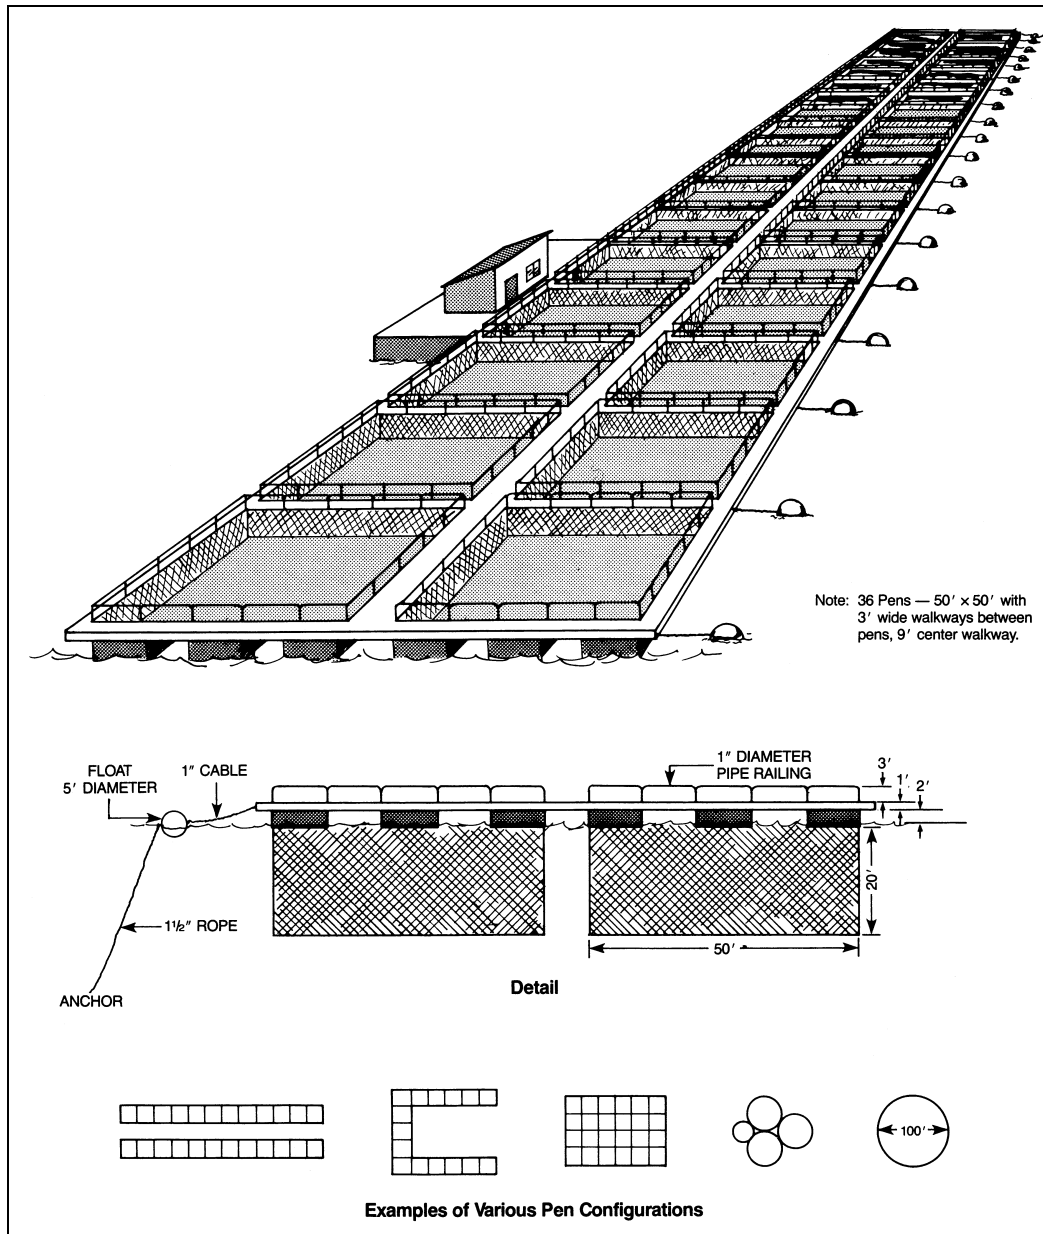 Note: 36 Pens — 50′ × 50′ with
3′ wide walkways between
pens, 9′ center walkway.
FLOAT
5′ DIAMETER
1″ CABLE
1″ DIAMETER
PIPE RAILING
3′
1′
2′
20′
1½″ ROPE
50′
ANCHOR
Detail
100′
Examples of Various Pen Configurations